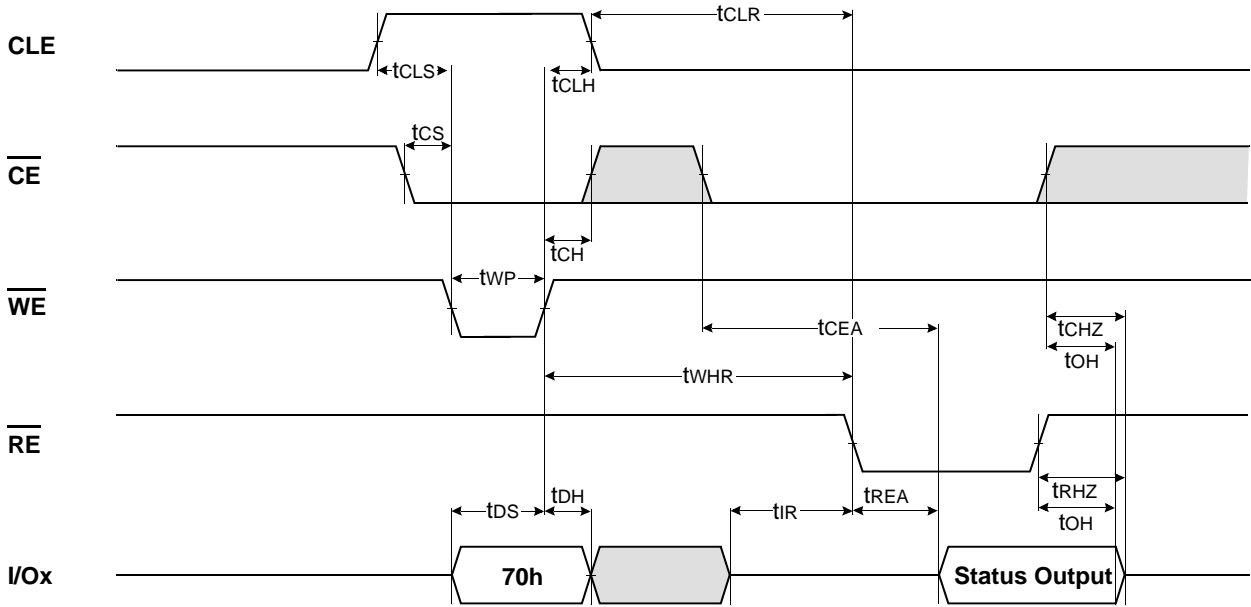 tCLR
CLE
tCLS
tCLH
tCS
CE
tCH
tWP
WE
tCEA
tCHZ
tOH
tWHR
RE
tDH
tREA
tRHZ
tDS
tIR
tOH
I/Ox
70h
Status Output